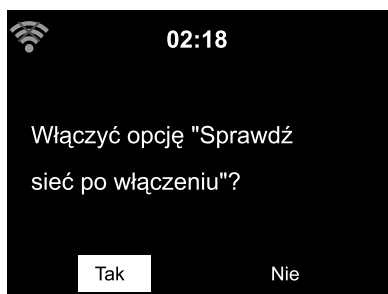 02:18
Włączyć opcję "Sprawdź
sieć po włączeniu"?
Tak Nie